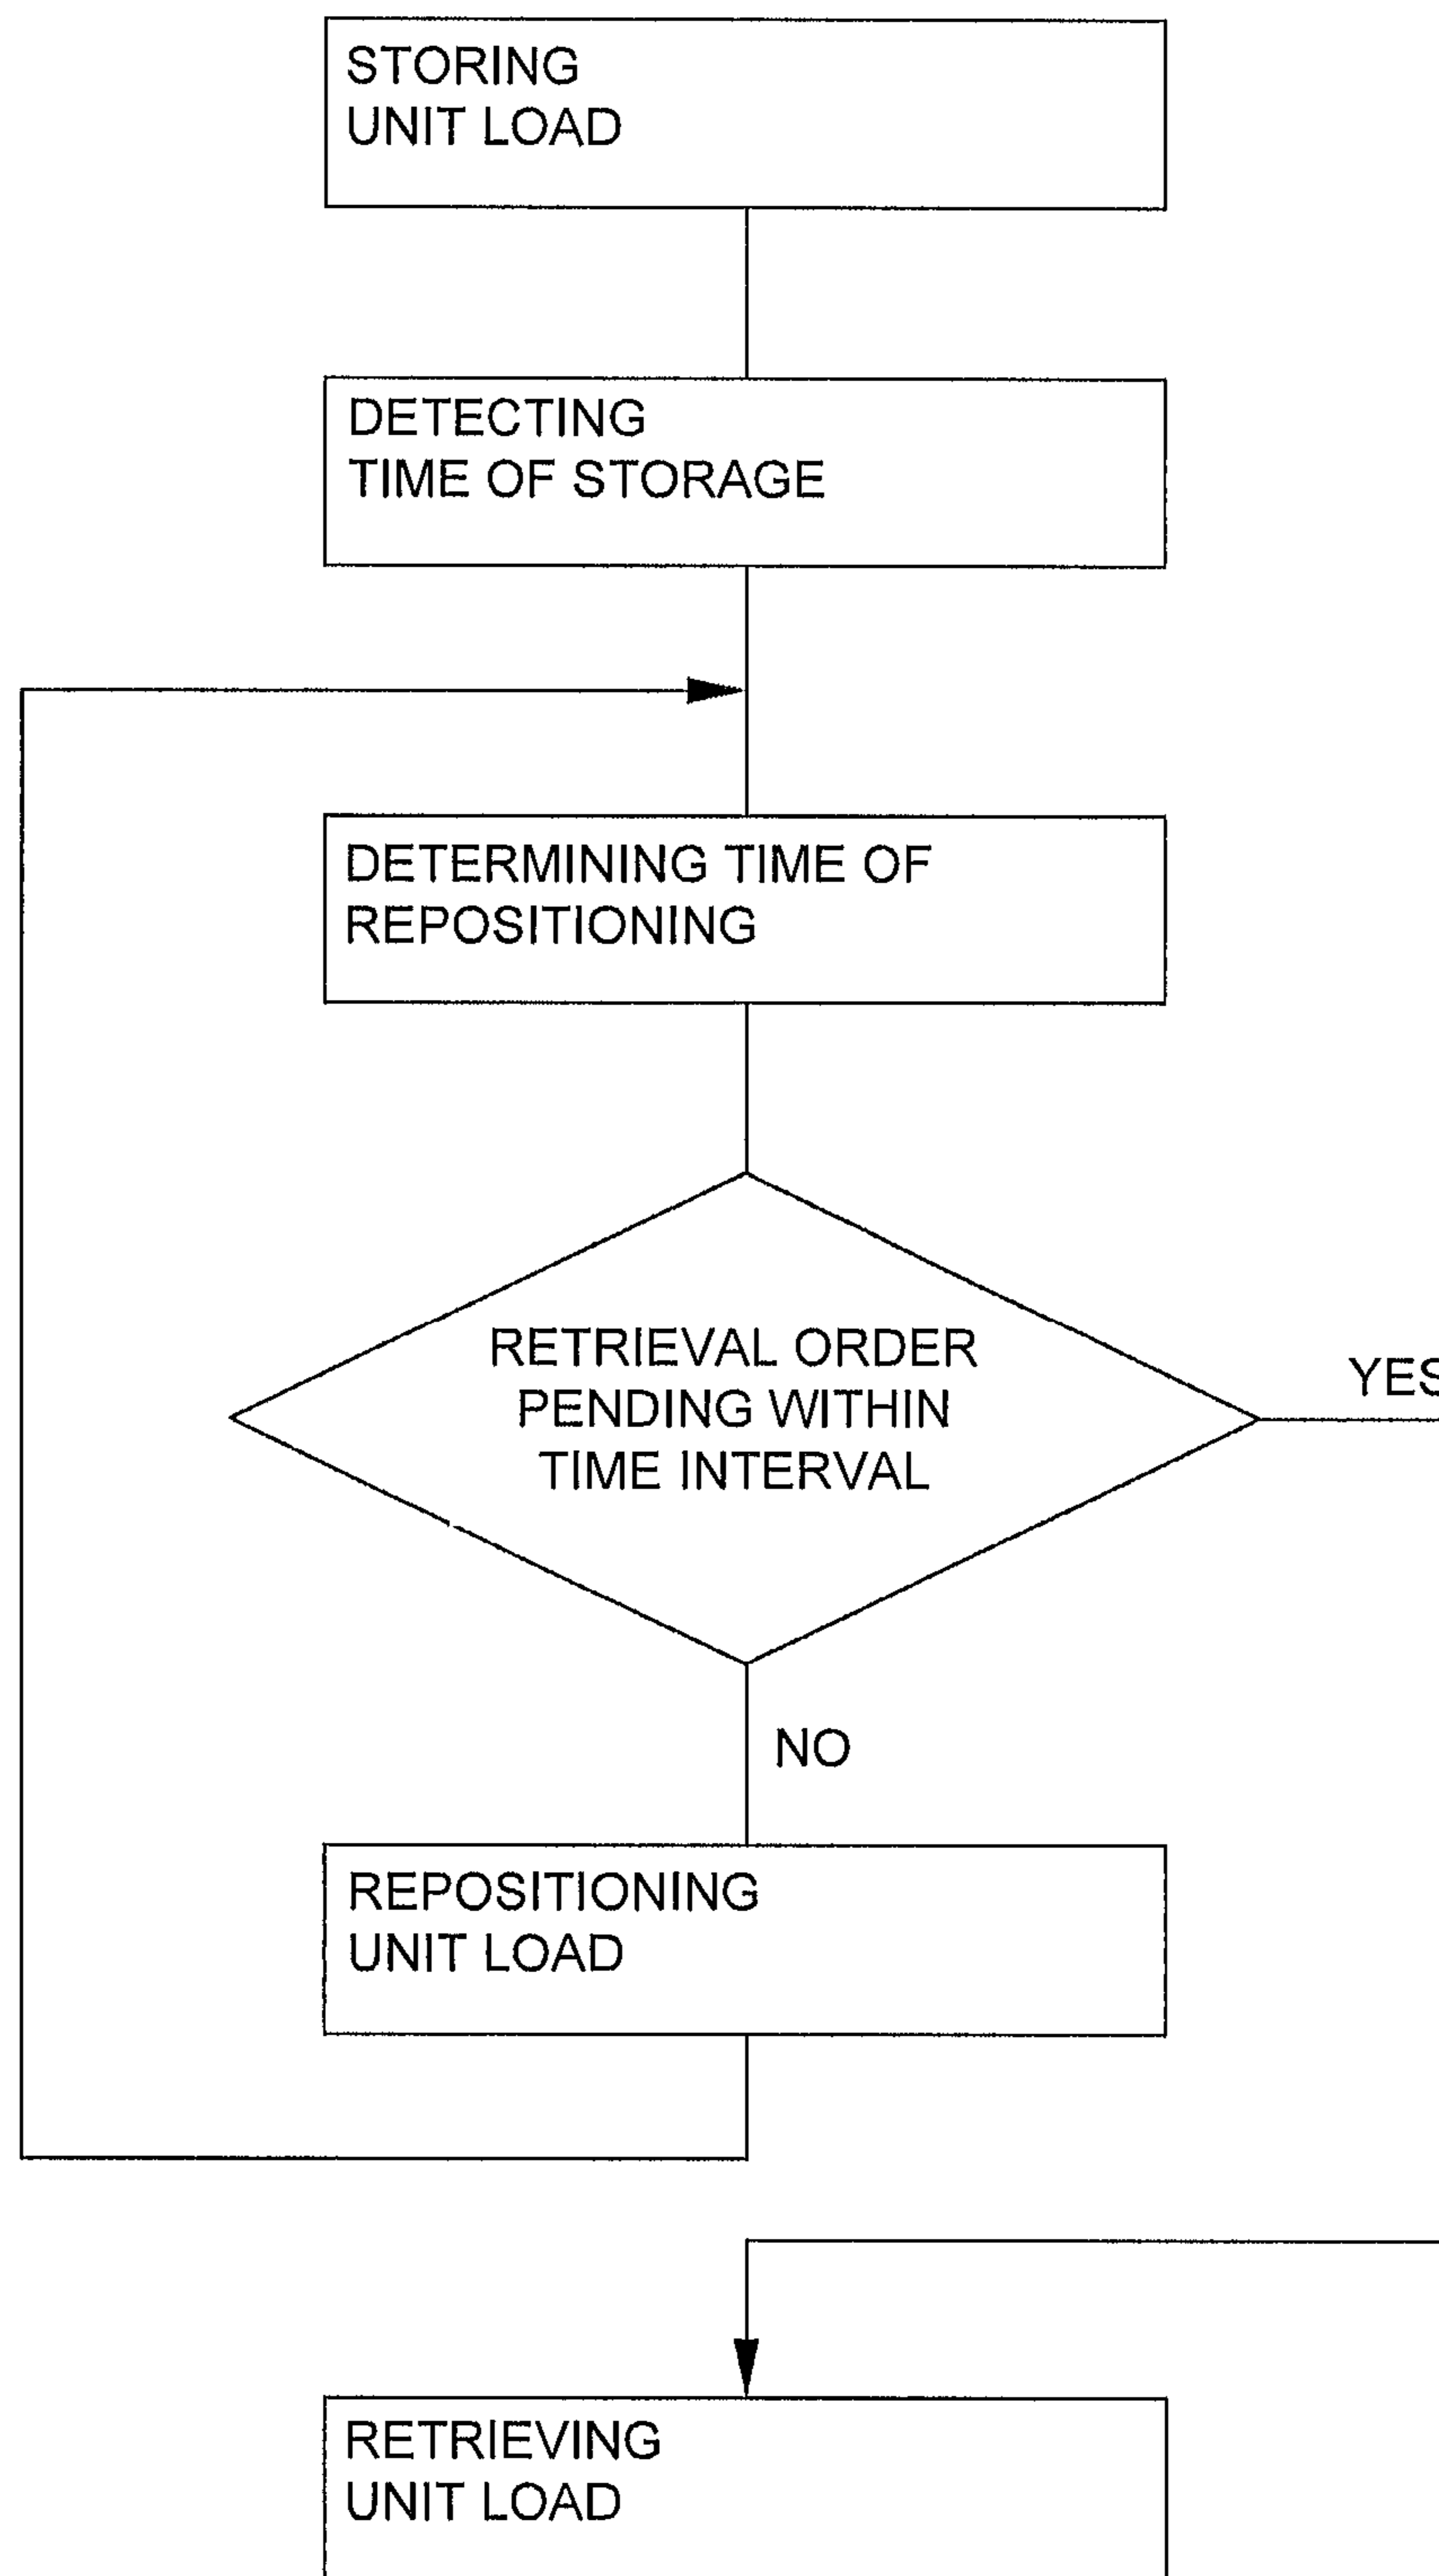 STORING
UNIT LOAD
DETECTING
TIME OF STORAGE
DETERMINING TIME OF
REPOSITIONING
RETRIEVAL ORDER
PENDING WITHIN
TIME INTERVAL
YES
NO
REPOSITIONING
UNIT LOAD
RETRIEVING
UNIT LOAD